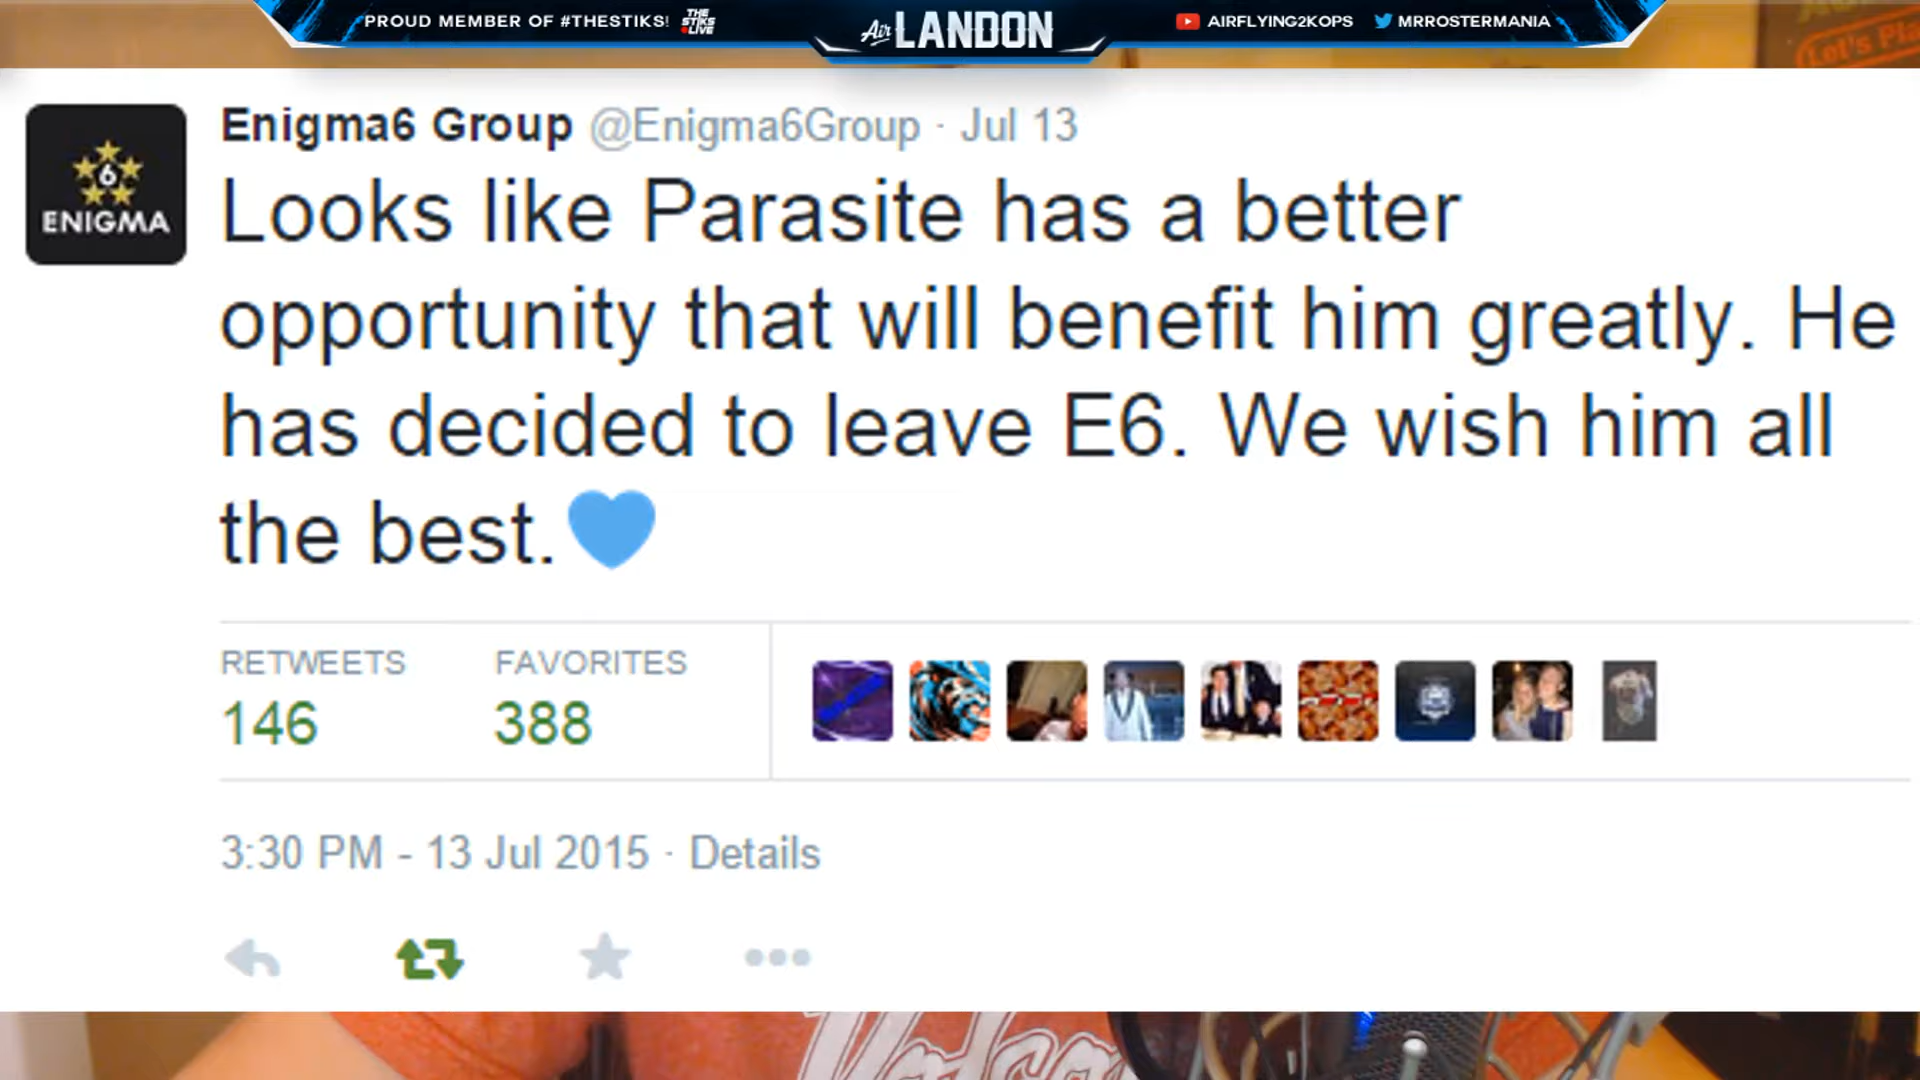 PROUD MEMBER OF #THESTIKS! THE STIKS LIVE
Air LANDON
AIRFLYING2KOPS MRROSTERMANIA
Let's Pla
6
ENIGMA
Enigma6 Group @Enigma6Group · Jul 13
Looks like Parasite has a better
opportunity that will benefit him greatly. He
has decided to leave E6. We wish him all
the best.💙
RETWEETS FAVORITES
146 388
3:30 PM - 13 Jul 2015 · Details